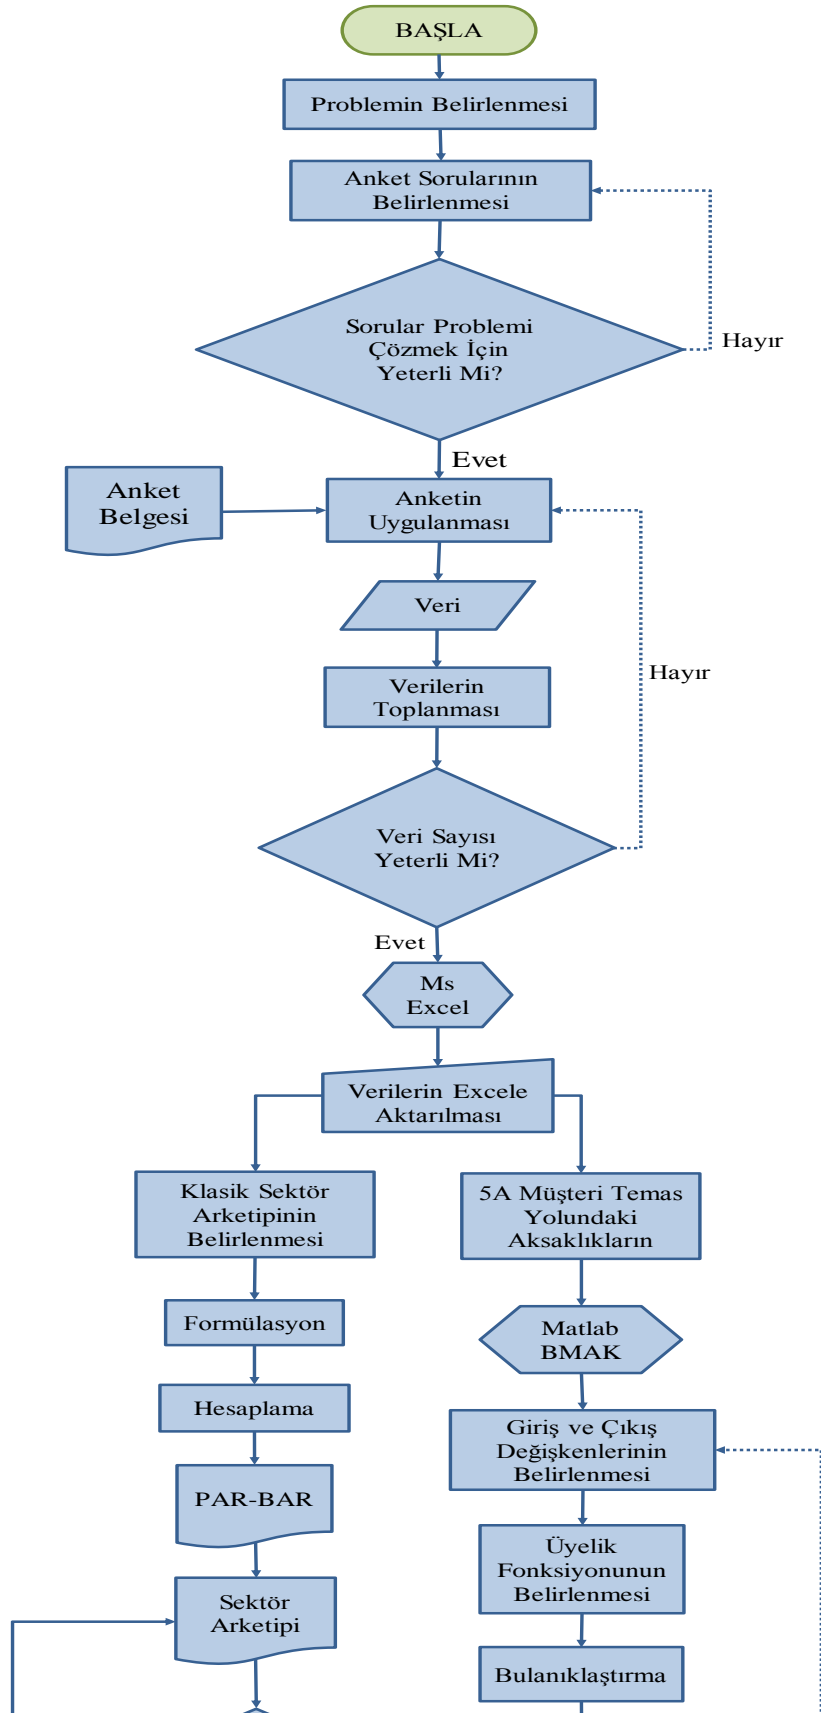 BAŞLA
Problemin Belirlenmesi
Anket Sorularının
Belirlenmesi
Sorular Problemi
Çözmek İçin
Yeterli Mi?
Hayır
Evet
Anket
Belgesi
Anketin
Uygulanması
Veri
Verilerin
Toplanması
Hayır
Veri Sayısı
Yeterli Mi?
Evet
Ms
Excel
Verilerin Excele
Aktarılması
Klasik Sektör
Arketipinin
Belirlenmesi
5A Müşteri Temas
Yolundaki
Aksaklıkların
Formülasyon
Matlab
BMAK
Hesaplama
Giriş ve Çıkış
Değişkenlerinin
Belirlenmesi
PAR-BAR
Üyelik
Fonksiyonunun
Belirlenmesi
Sektör
Arketipi
Bulanıklaştırma